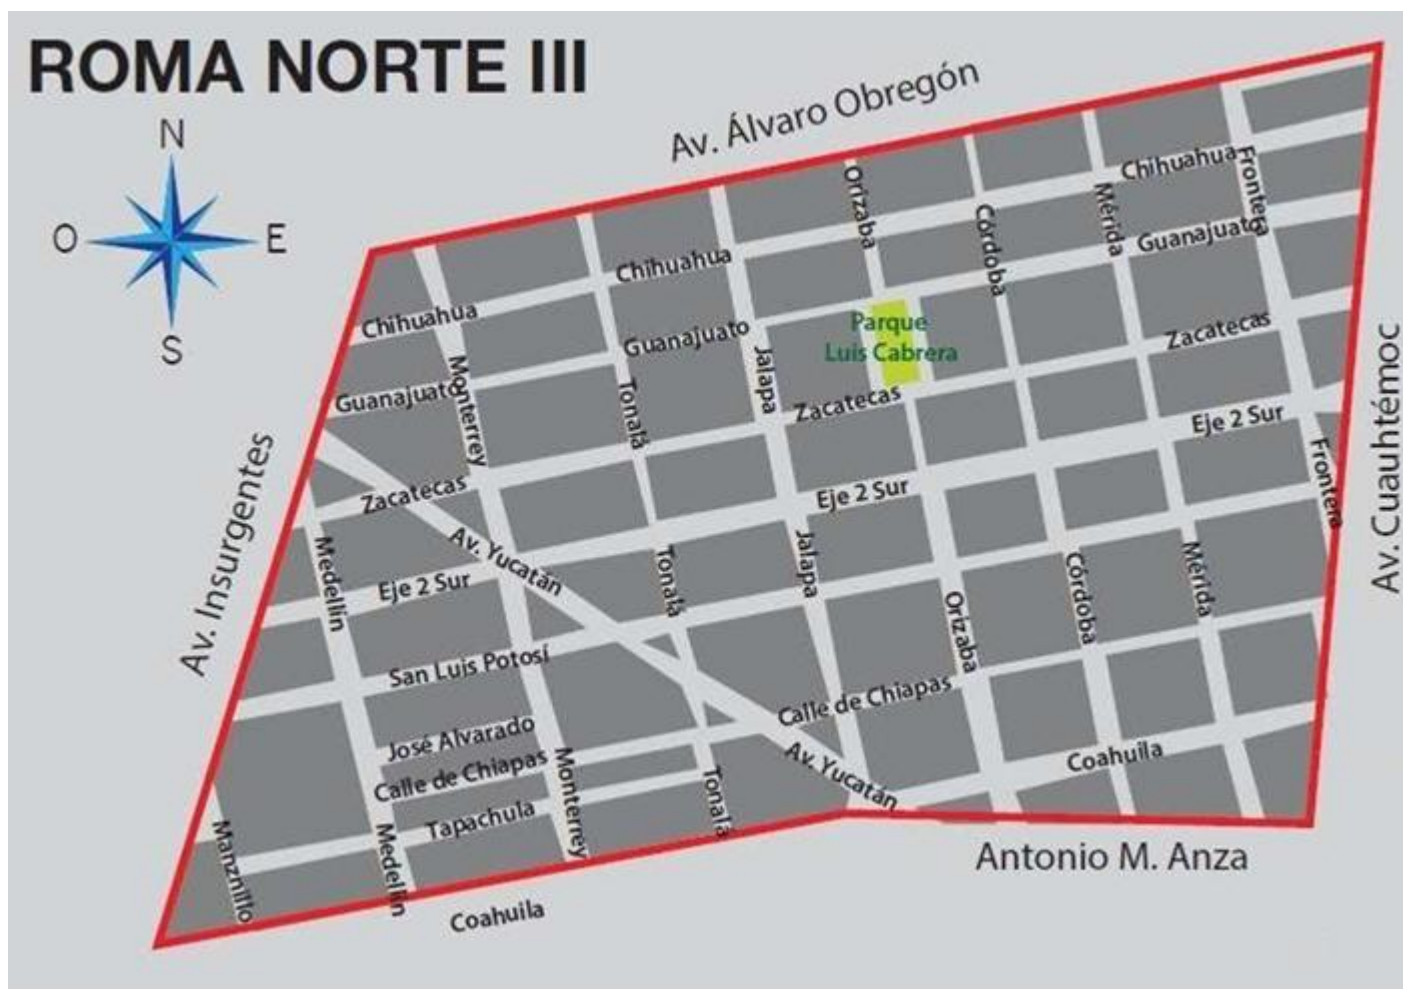 ROMA NORTE III
N
O
E
S
Av. Álvaro Obregón
Chihuahua
Frontera
Orizaba
Mérida
Córdoba
Guanajuato
Chihuahua
Chihuahua
Parque
Luis Cabrera
Guanajuato
Zacatecas
Jalapa
Monterrey
Tonalá
Guanajuato
Zacatecas
Eje 2 Sur
Av. Cuauhtémoc
Frontera
Av. Insurgentes
Zacatecas
Eje 2 Sur
Av. Yucatán
Medellín
Eje 2 Sur
Tonalá
Jalapa
Córdoba
Mérida
Orizaba
San Luis Potosí
Calle de Chiapas
José Alvarado
Calle de Chiapas
Monterrey
Av. Yucatán
Coahuila
Tonalá
Tapachula
Manznillo
Medellín
Antonio M. Anza
Coahuila